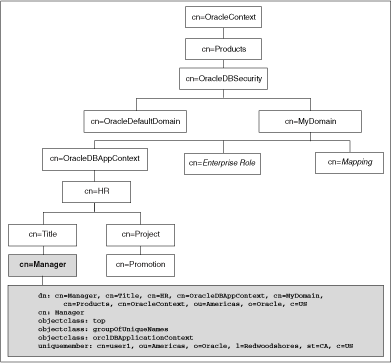 cn=OracleContext
cn=Products
cn=OracleDBSecurity
cn=OracleDefaultDomain
cn=MyDomain
cn=OracleDBAppContext
cn=Enterprise Role
cn=Mapping
cn=HR
cn=Title
cn=Project
cn=Manager
cn=Promotion
dn: cn=Manager, cn=Title, cn=HR, cn=OracleDBAppContext, cn=MyDomain,
cn=Products, cn=OracleContext, ou=Americas, o=Oracle, c=US
cn: Manager
objectclass: top
objectclass: groupOfUniqueNames
objectclass: orclDBApplicationContext
uniquemember: cn=user1, ou=Americas, o=Oracle, l=Redwoodshores, st=CA, c=US